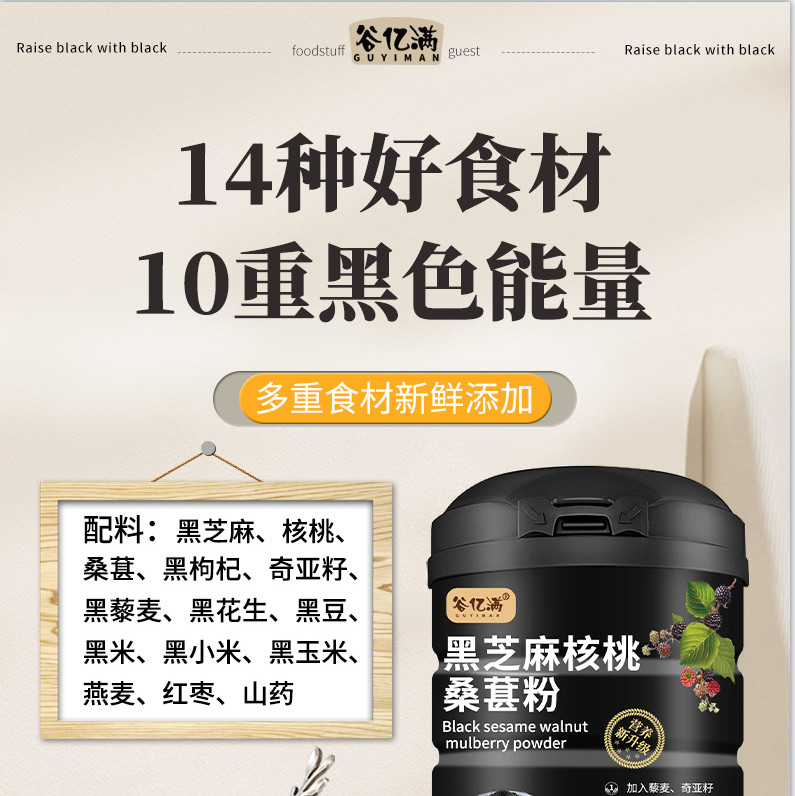 Raise black with black
foodstuff
谷亿满
GUYIMAN
guest
Raise black with black
14种好食材
10重黑色能量
多重食材新鲜添加
配料：黑芝麻、核桃、
桑葚、黑枸杞、奇亚籽、
黑藜麦、黑花生、黑豆、
黑米、黑小米、黑玉米、
燕麦、红枣、山药
谷亿满®
GUYIMAN
黑芝麻核桃
桑葚粉
Black sesame walnut
mulberry powder
营养
新升级
1 加入藜麦、奇亚籽